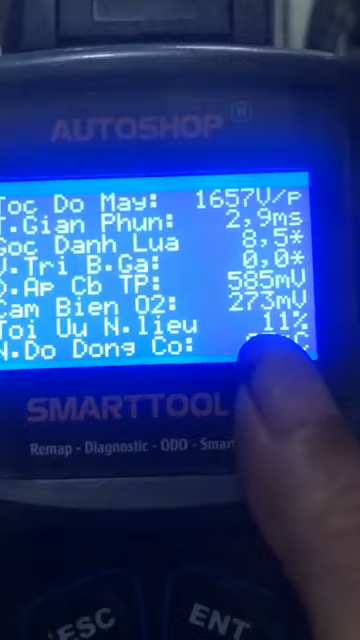 AUTOSHOP
Toc Do May: 1657V/p
T.Gian Phun: 2,9ms
Goc Danh Lua 8,5*
V.Tri B.Ga: 0,0*
D.Ap Cb TP: 585mV
Cam Bien O2: 273mV
Toi Uu N.lieu 11%
N.Do Dong Co:
SMARTTOOL
Remap - Diagnostic - ODO - Smart
ESC
ENT